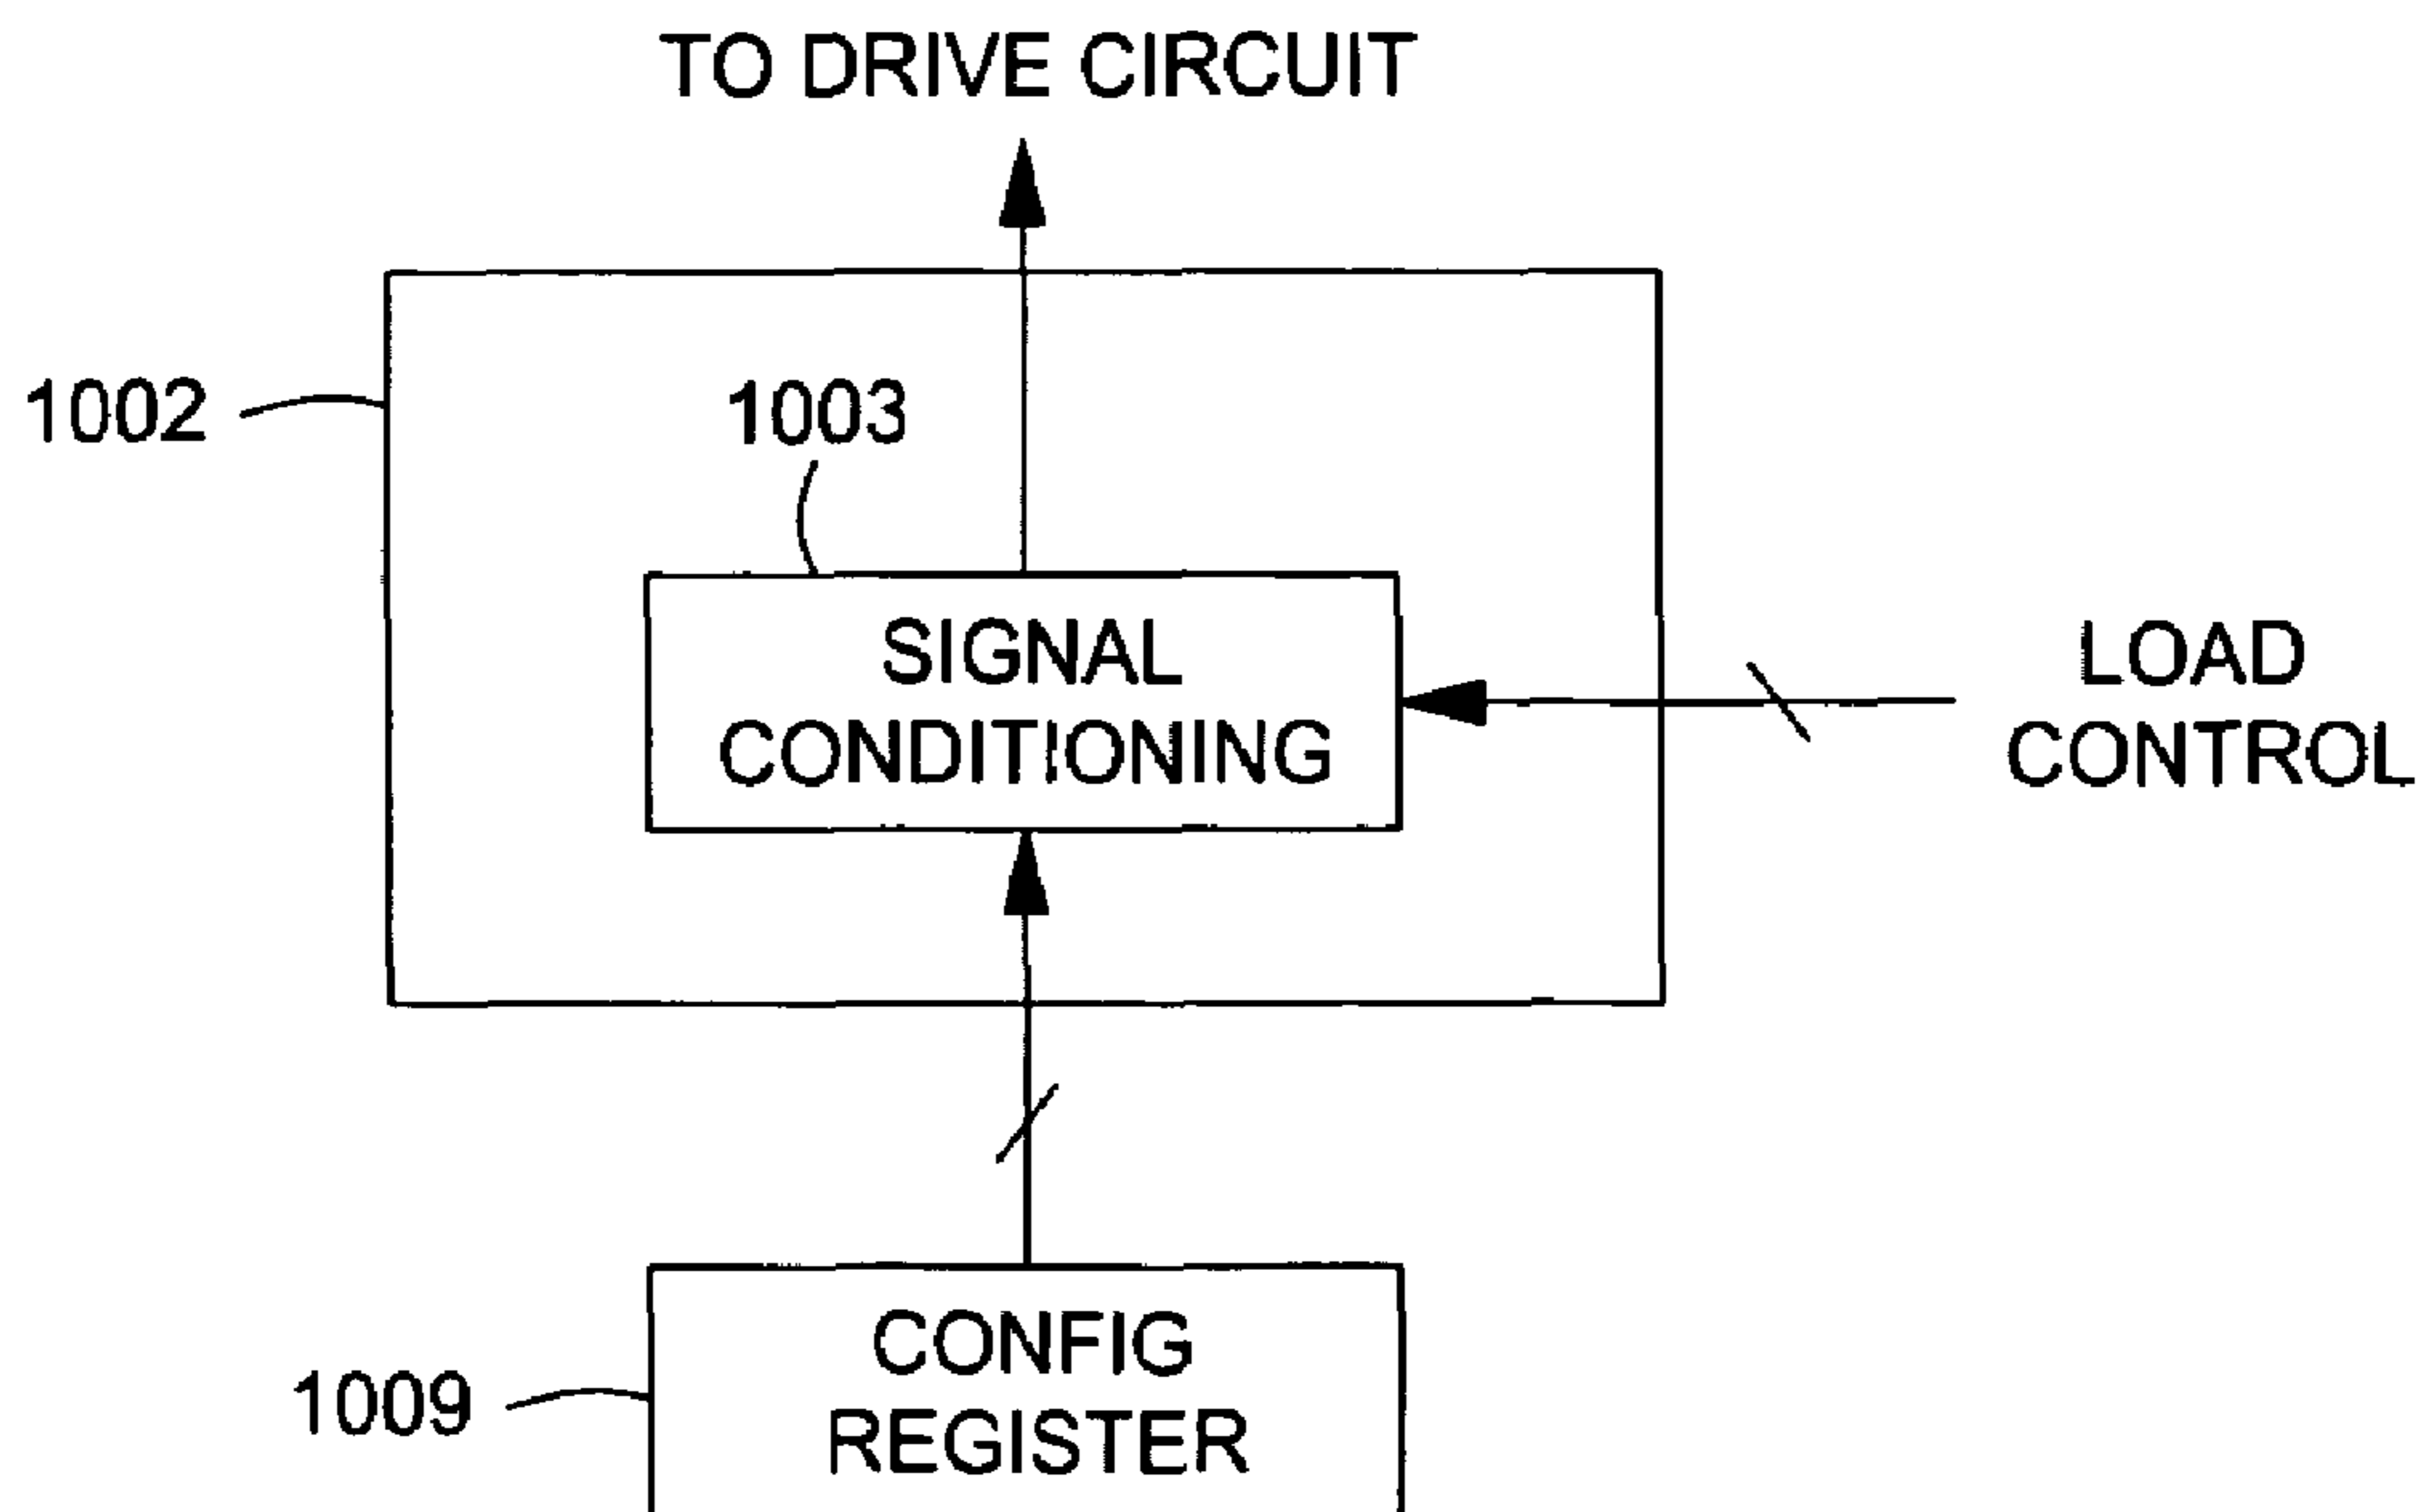 TO DRIVE CIRCUIT
1002
1003
SIGNAL
CONDITIONING
LOAD
CONTROL
CONFIG
REGISTER
1009